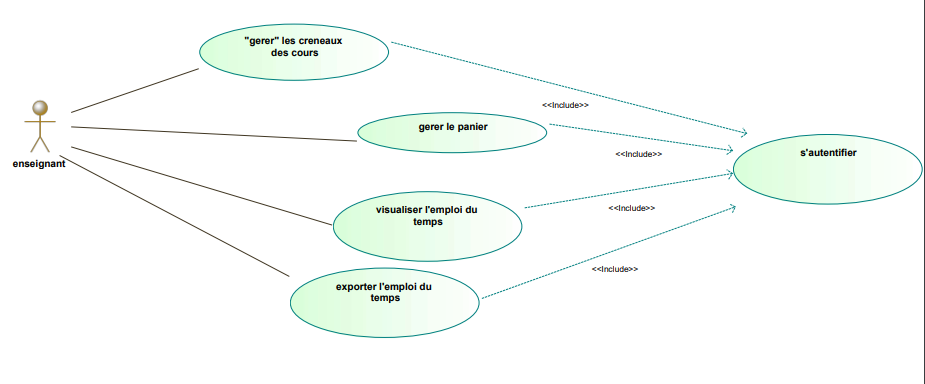 "gerer" les creneaux
des cours
<<Include>>
gerer le panier
<<Include>>
s'autentifier
enseignant
visualiser l'emploi du
temps
<<Include>>
<<Include>>
exporter l'emploi du
temps